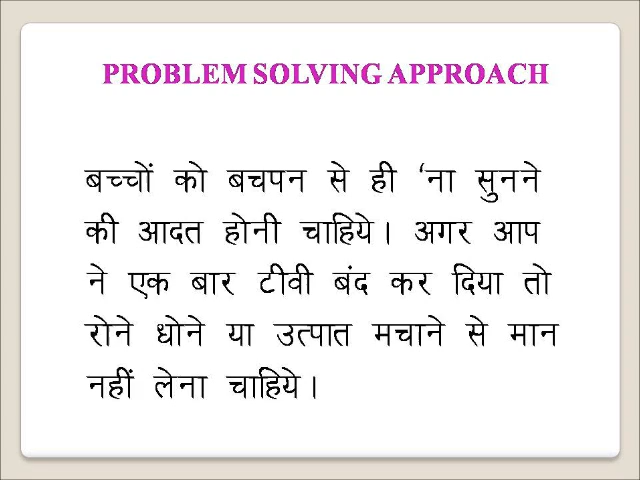 PROBLEM SOLVING APPROACH
बच्चों को बचपन से ही ‘ना सुनने
की आदत होनी चाहिये। अगर आप
ने एक बार टीवी बंद कर दिया तो
रोने धोने या उत्पात मचाने से मान
नहीं लेना चाहिये।